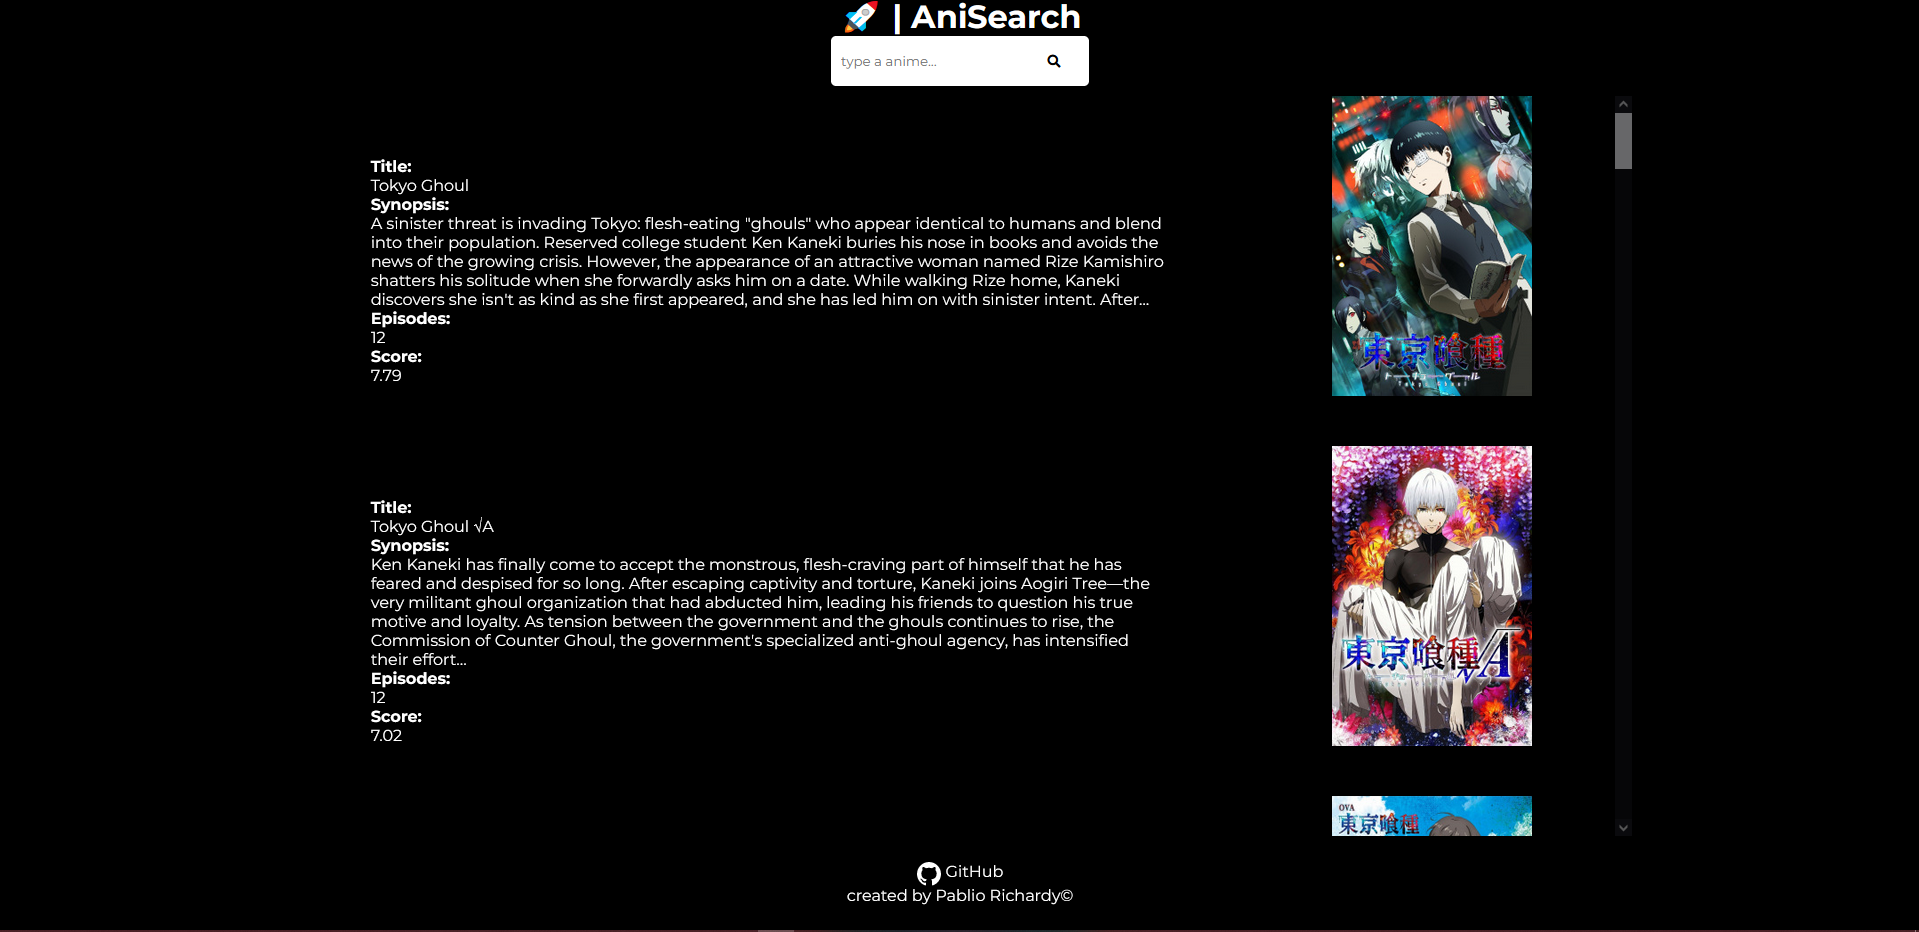 | AniSearch
type a anime...
Title:
Tokyo Ghoul
Synopsis:
A sinister threat is invading Tokyo: flesh-eating "ghouls" who appear identical to humans and blend
into their population. Reserved college student Ken Kaneki buries his nose in books and avoids the
news of the growing crisis. However, the appearance of an attractive woman named Rize Kamishiro
shatters his solitude when she forwardly asks him on a date. While walking Rize home, Kaneki
discovers she isn't as kind as she first appeared, and she has led him on with sinister intent. After...
Episodes:
12
Score:
7.79
東京喰種
トーキョーグール
Tokyo Ghoul
Title:
Tokyo Ghoul √A
Synopsis:
Ken Kaneki has finally come to accept the monstrous, flesh-craving part of himself that he has
feared and despised for so long. After escaping captivity and torture, Kaneki joins Aogiri Tree—the
very militant ghoul organization that had abducted him, leading his friends to question his true
motive and loyalty. As tension between the government and the ghouls continues to rise, the
Commission of Counter Ghoul, the government's specialized anti-ghoul agency, has intensified
their effort...
Episodes:
12
Score:
7.02
東京喰種√A
OVA
東京喰種
GitHub
created by Pablio Richardy©